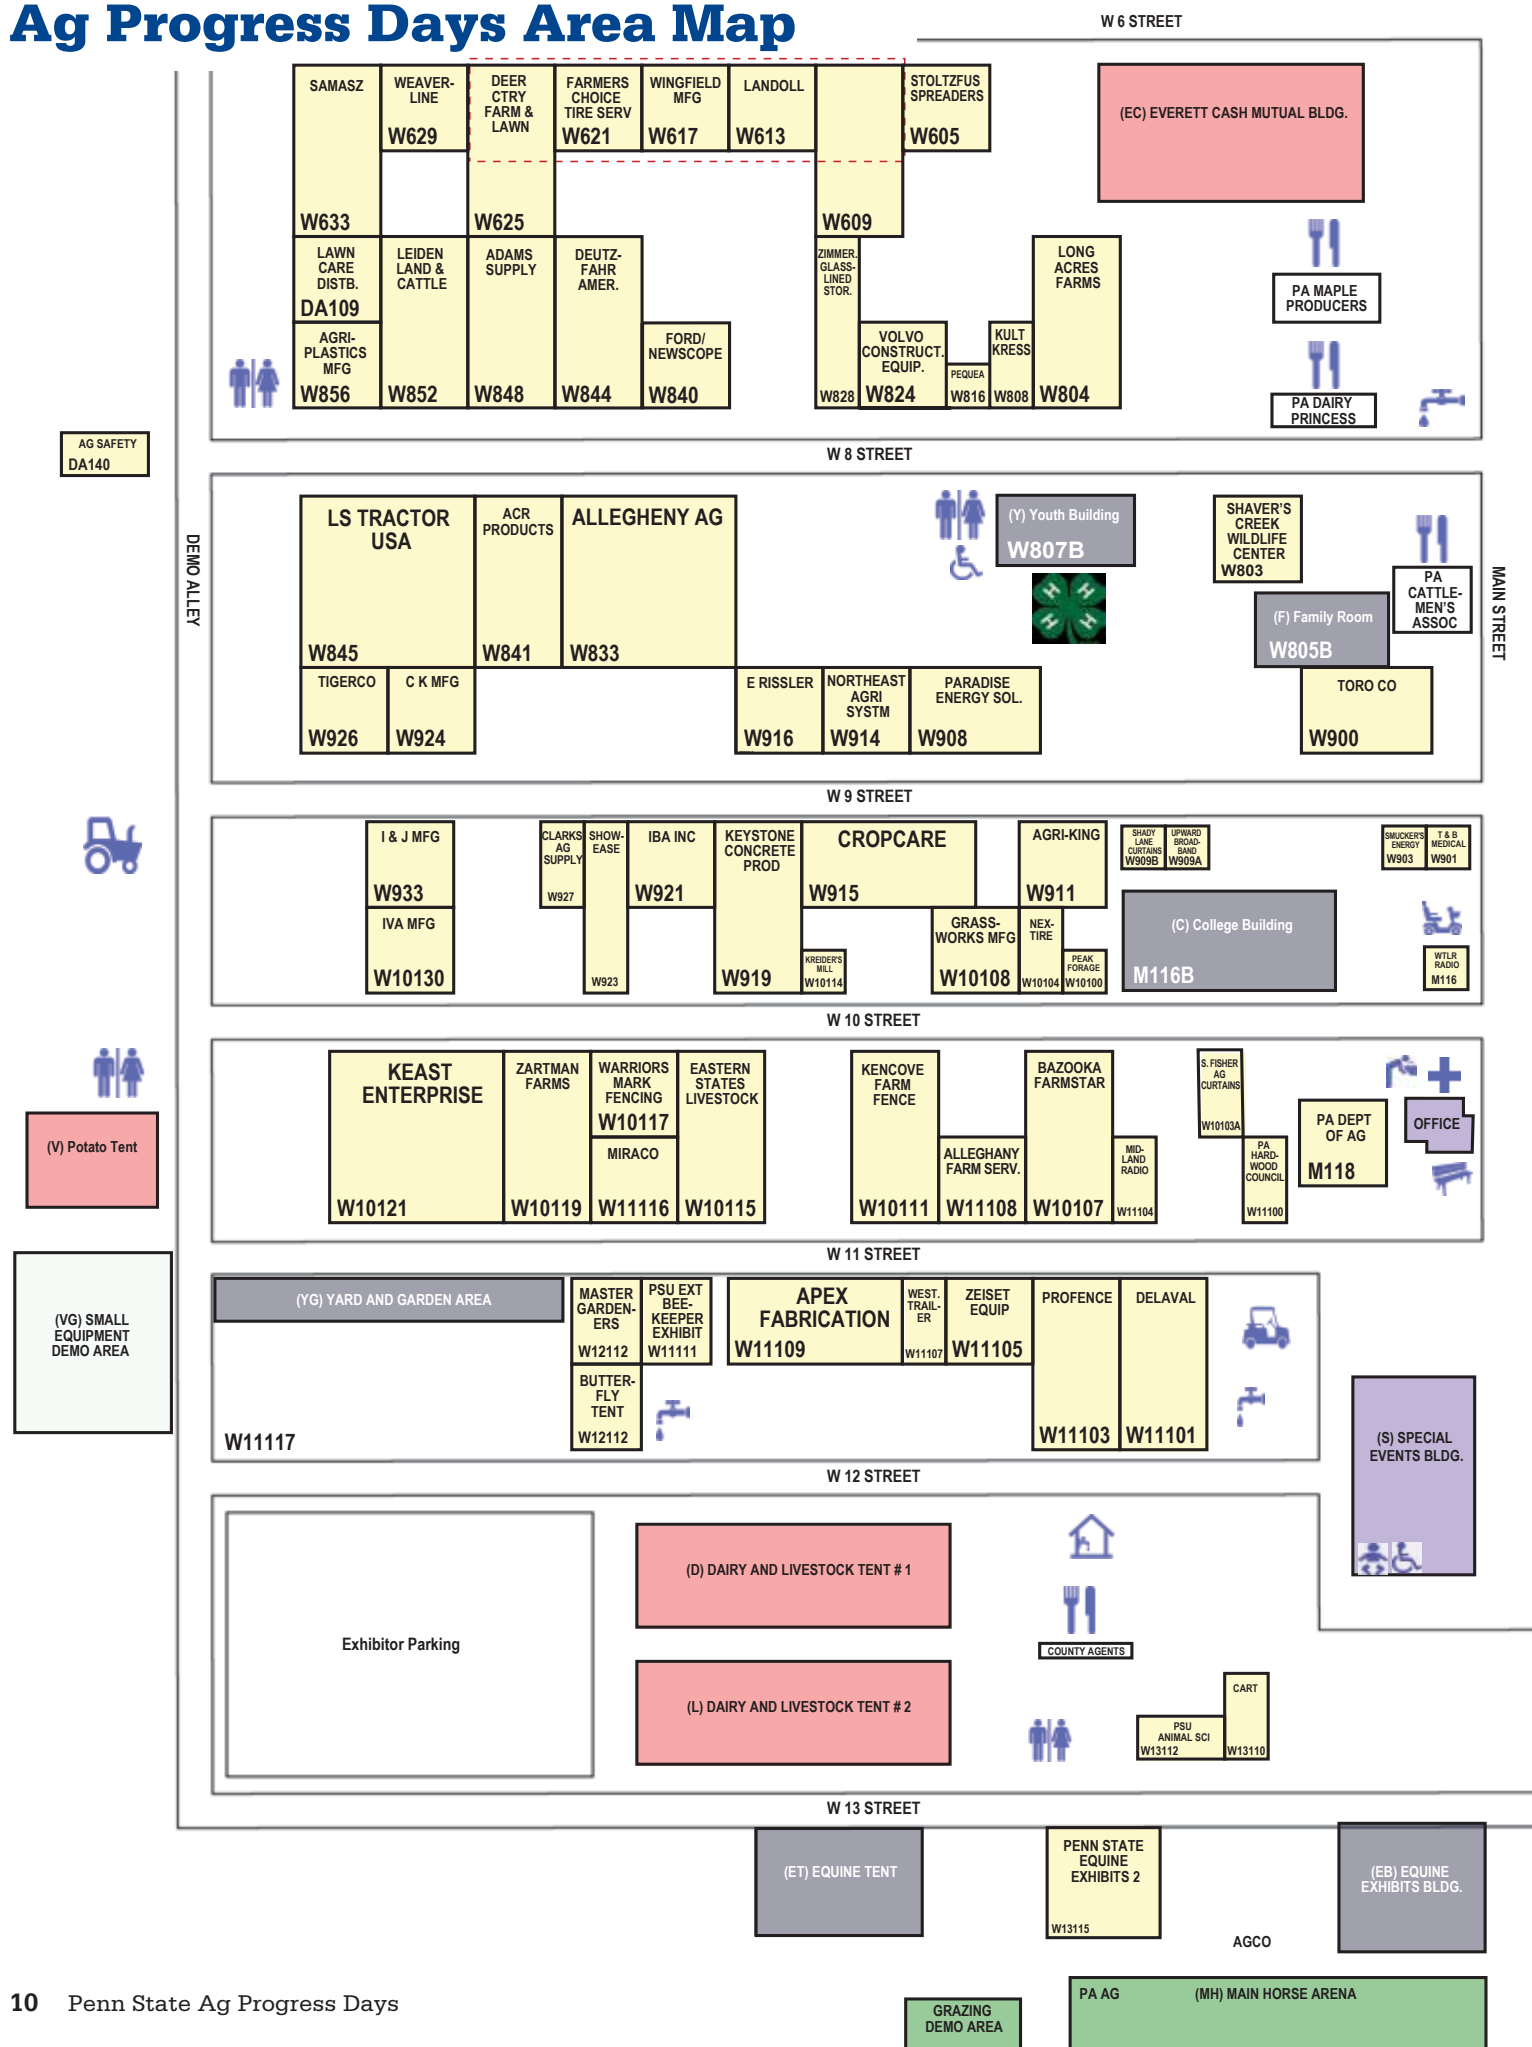 Ag Progress Days Area Map
W 6 STREET
SAMASZ
W633
WEAVER-
LINE
W629
DEER
CTRY
FARM &
LAWN
W625
FARMERS
CHOICE
TIRE SERV
W621
WINGFIELD
MFG
W617
LANDOLL
W613
W609
STOLTZFUS
SPREADERS
W605
(EC) EVERETT CASH MUTUAL BLDG.
LAWN
CARE
DISTB.
DA109
LEIDEN
LAND &
CATTLE
W852
ADAMS
SUPPLY
W848
DEUTZ-
FAHR
AMER.
W844
AGRI-
PLASTICS
MFG
W856
FORD/
NEWSCOPE
W840
ZIMMER.
GLASS-
LINED
STOR.
W828
VOLVO
CONSTRUCT.
EQUIP.
W824
PEQUEA
W816
KULT
KRESS
W808
LONG
ACRES
FARMS
W804
PA MAPLE
PRODUCERS
PA DAIRY
PRINCESS
AG SAFETY
DA140
W 8 STREET
DEMO ALLEY
MAIN STREET
LS TRACTOR
USA
W845
ACR
PRODUCTS
W841
ALLEGHENY AG
W833
(Y) Youth Building
W807B
H H
H H
SHAVER'S
CREEK
WILDLIFE
CENTER
W803
PA
CATTLE-
MEN'S
ASSOC
(F) Family Room
W805B
TIGERCO
W926
C K MFG
W924
E RISSLER
W916
NORTHEAST
AGRI
SYSTM
W914
PARADISE
ENERGY SOL.
W908
TORO CO
W900
W 9 STREET
I & J MFG
W933
CLARKS
AG
SUPPLY
W927
SHOW-
EASE
W923
IBA INC
W921
KEYSTONE
CONCRETE
PROD
W919
CROPCARE
W915
AGRI-KING
W911
SHADY
LANE
CURTAINS
W909B
UPWARD
BROAD-
BAND
W909A
SMUCKER'S
ENERGY
W903
T & B
MEDICAL
W901
IVA MFG
W10130
KREIDER'S
MILL
W10114
GRASS-
WORKS MFG
W10108
NEX-
TIRE
W10104
PEAK
FORAGE
W10100
(C) College Building
M116B
WTLR
RADIO
M116
W 10 STREET
KEAST
ENTERPRISE
W10121
ZARTMAN
FARMS
W10119
WARRIORS
MARK
FENCING
W10117
MIRACO
W11116
EASTERN
STATES
LIVESTOCK
W10115
KENCOVE
FARM
FENCE
W10111
ALLEGHANY
FARM SERV.
W11108
BAZOOKA
FARMSTAR
W10107
MID-
LAND
RADIO
W11104
S. FISHER
AG
CURTAINS
W10103A
PA
HARD-
WOOD
COUNCIL
W11100
PA DEPT
OF AG
M118
OFFICE
(V) Potato Tent
W 11 STREET
(VG) SMALL
EQUIPMENT
DEMO AREA
(YG) YARD AND GARDEN AREA
W11117
MASTER
GARDEN-
ERS
W12112
PSU EXT
BEE-
KEEPER
EXHIBIT
W11111
BUTTER-
FLY
TENT
W12112
APEX
FABRICATION
W11109
WEST.
TRAIL-
ER
W11107
ZEISET
EQUIP
W11105
PROFENCE
W11103
DELAVAL
W11101
(S) SPECIAL
EVENTS BLDG.
W 12 STREET
Exhibitor Parking
(D) DAIRY AND LIVESTOCK TENT # 1
(L) DAIRY AND LIVESTOCK TENT # 2
COUNTY AGENTS
CART
W13110
PSU
ANIMAL SCI
W13112
W 13 STREET
(ET) EQUINE TENT
PENN STATE
EQUINE
EXHIBITS 2
W13115
(EB) EQUINE
EXHIBITS BLDG.
AGCO
PA AG
(MH) MAIN HORSE ARENA
GRAZING
DEMO AREA
10 Penn State Ag Progress Days